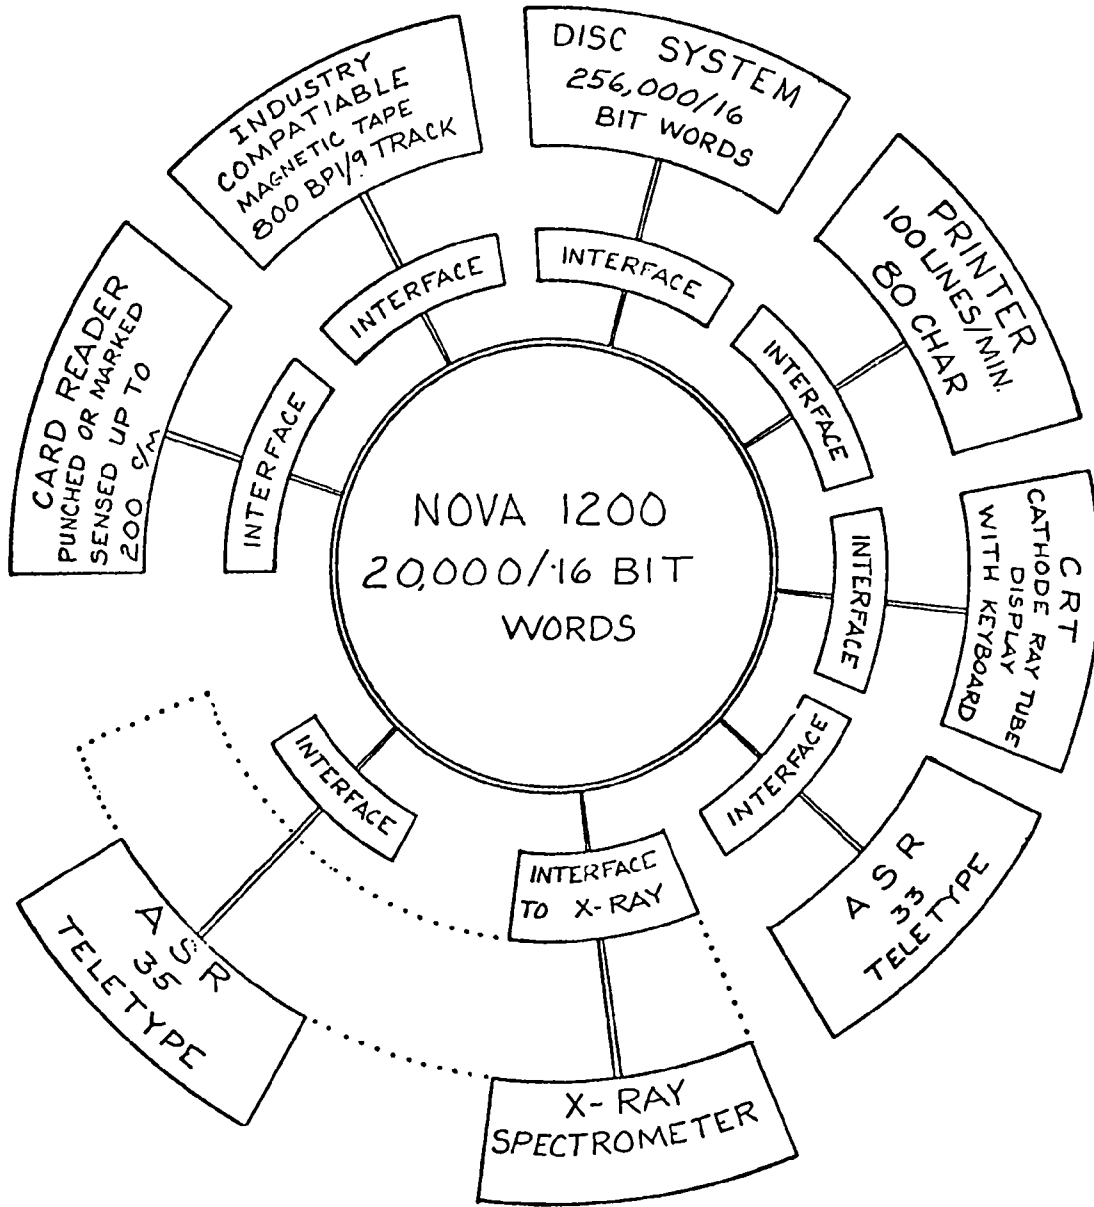 INDUSTRY
COMPATIABLE
MAGNETIC TAPE
800 BPI/9 TRACK
INTERFACE
DISC SYSTEM
256,000/16
BIT WORDS
INTERFACE
PRINTER
100 LINES/MIN.
80 CHAR
INTERFACE
CRT
CATHODE RAY TUBE
DISPLAY
WITH KEYBOARD
INTERFACE
ASR
33
TELETYPE
INTERFACE
X-RAY
SPECTROMETER
INTERFACE
TO X-RAY
ASR
35
TELETYPE
INTERFACE
CARD READER
PUNCHED OR MARKED
SENSED UP TO
200 C/M
INTERFACE
NOVA 1200
20,000/16 BIT
WORDS